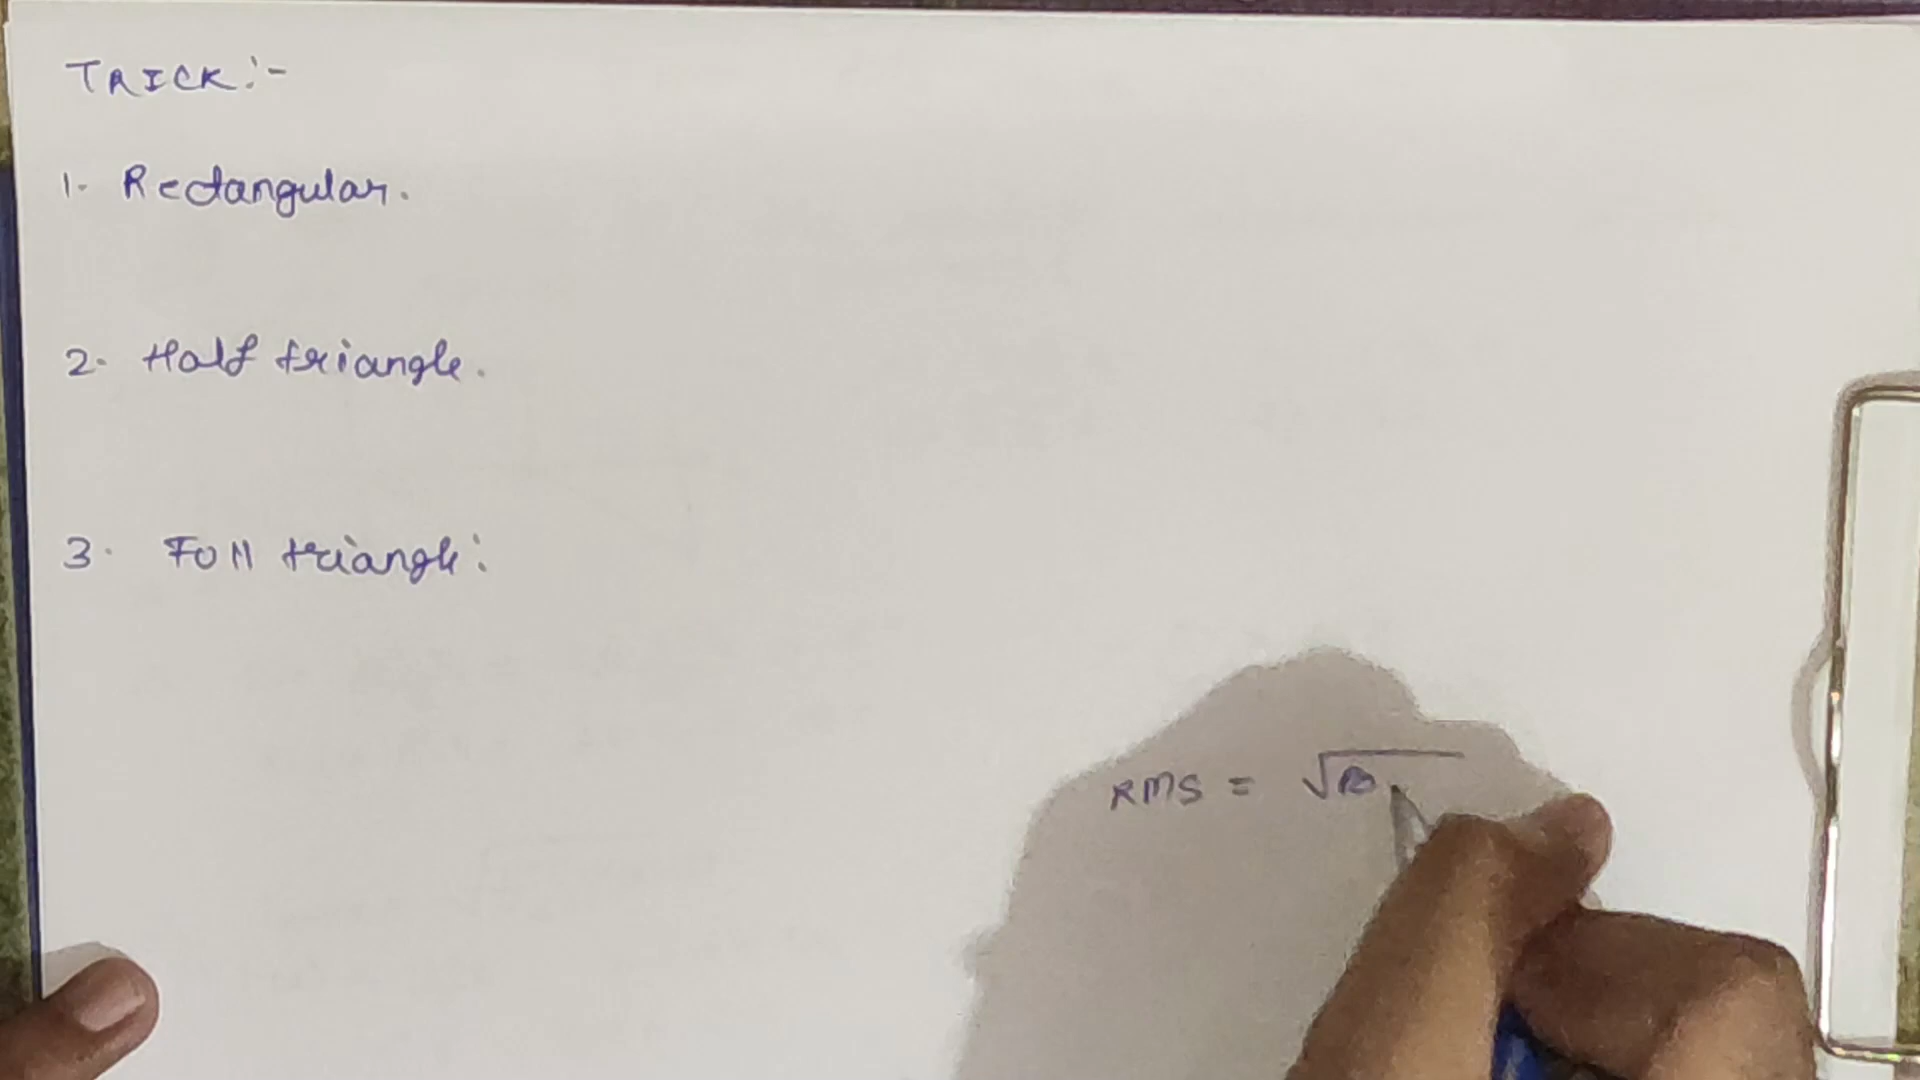 TRICK:-
1. Rectangular.
2. Half triangle.
3. Full triangle:
RMS = √